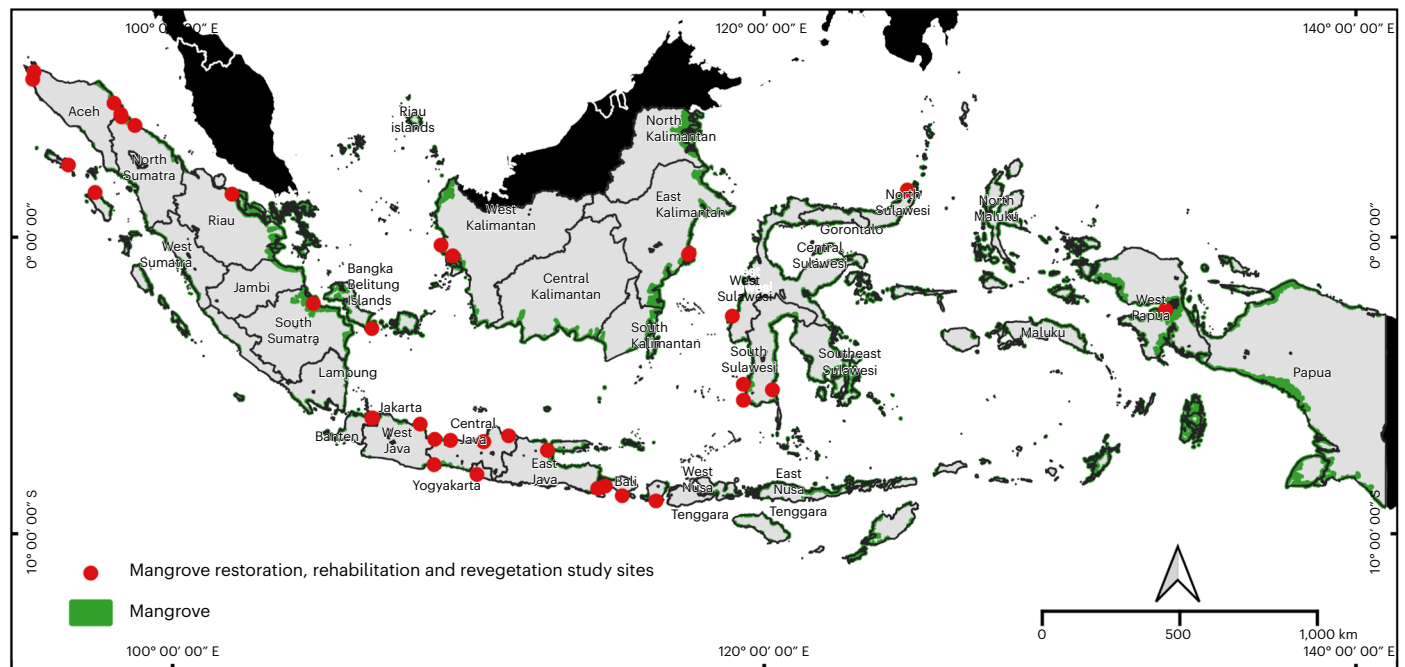 100° 00′ 00″ E
120° 00′ 00″ E
140° 00′ 00″ E
Aceh
Riau
islands
North
Kalimantan
North
Sumatra
East
Kalimantan
North
Sulawesi
North
Maluku
Riau
West
Kalimantan
Gorontalo
0° 00′ 00″
0° 00′ 00″
West
Sumatra
Central
Sulawesi
Jambi
Bangka
Belitung
Islands
Central
Kalimantan
West
Sulawesi
West
Papua
South
Sumatra
South
Kalimantan
Maluku
Lampung
South
Sulawesi
Southeast
Sulawesi
Papua
Jakarta
Banten
West
Java
Central
Java
East
Java
Yogyakarta
Bali
West
Nusa
Tenggara
East
Nusa
Tenggara
10° 00′ 00″ S
10° 00′ 00″ S
Mangrove restoration, rehabilitation and revegetation study sites
Mangrove
0
500
1,000 km
100° 00′ 00″ E
120° 00′ 00″ E
140° 00′ 00″ E